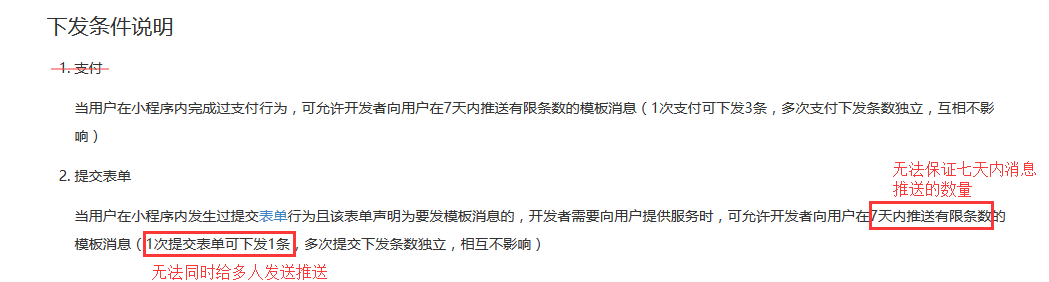 下发条件说明
1. 支付
当用户在小程序内完成过支付行为，可允许开发者向用户在7天内推送有限条数的模板消息（1次支付可下发3条，多次支付下发条数独立，互相不影
响）
2. 提交表单
无法保证七天内消息
推送的数量
当用户在小程序内发生过提交表单行为且该表单声明为要发模板消息的，开发者需要向用户提供服务时，可允许开发者向用户在7天内推送有限条数的
模板消息（1次提交表单可下发1条，多次提交下发条数独立，相互不影响）
无法同时给多人发送推送